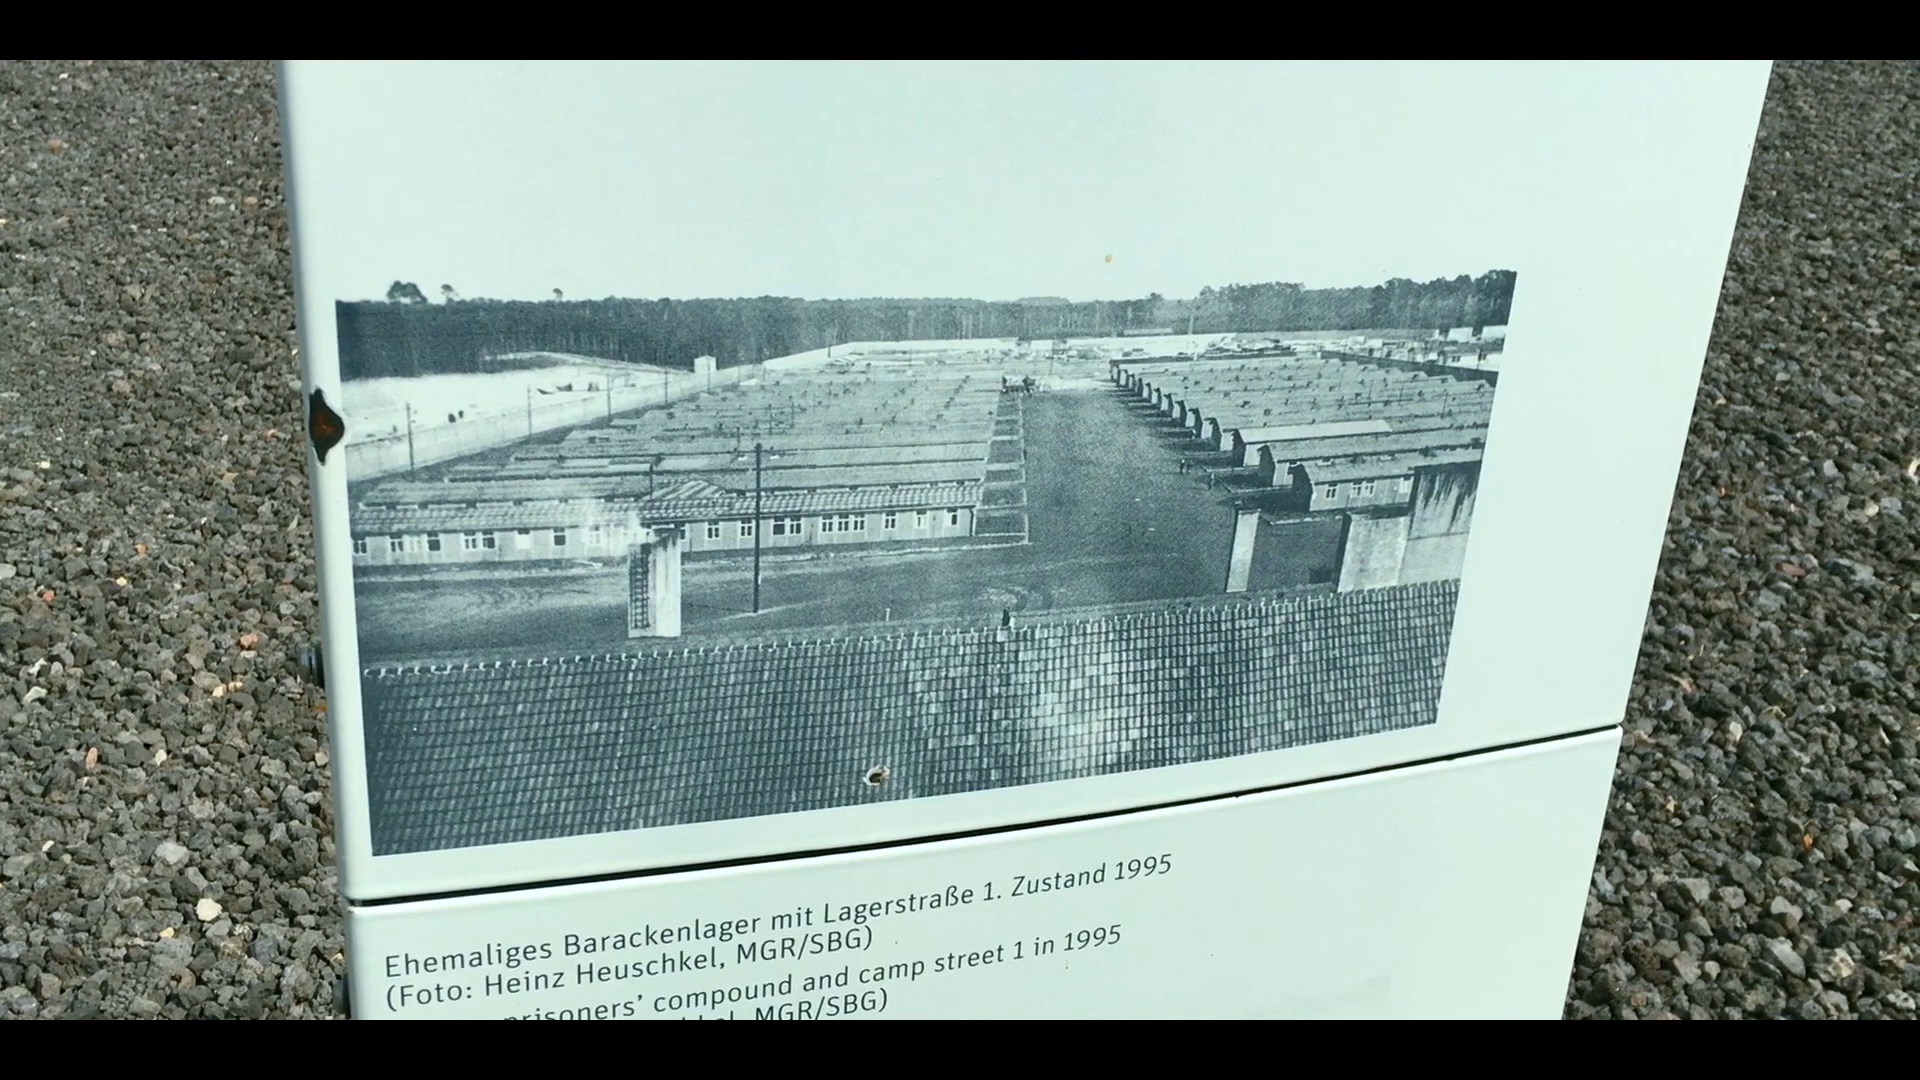 Ehemaliges Barackenlager mit Lagerstraße 1. Zustand 1995
(Foto: Heinz Heuschkel, MGR/SBG)
prisoners' compound and camp street 1 in 1995
MGR/SBG)